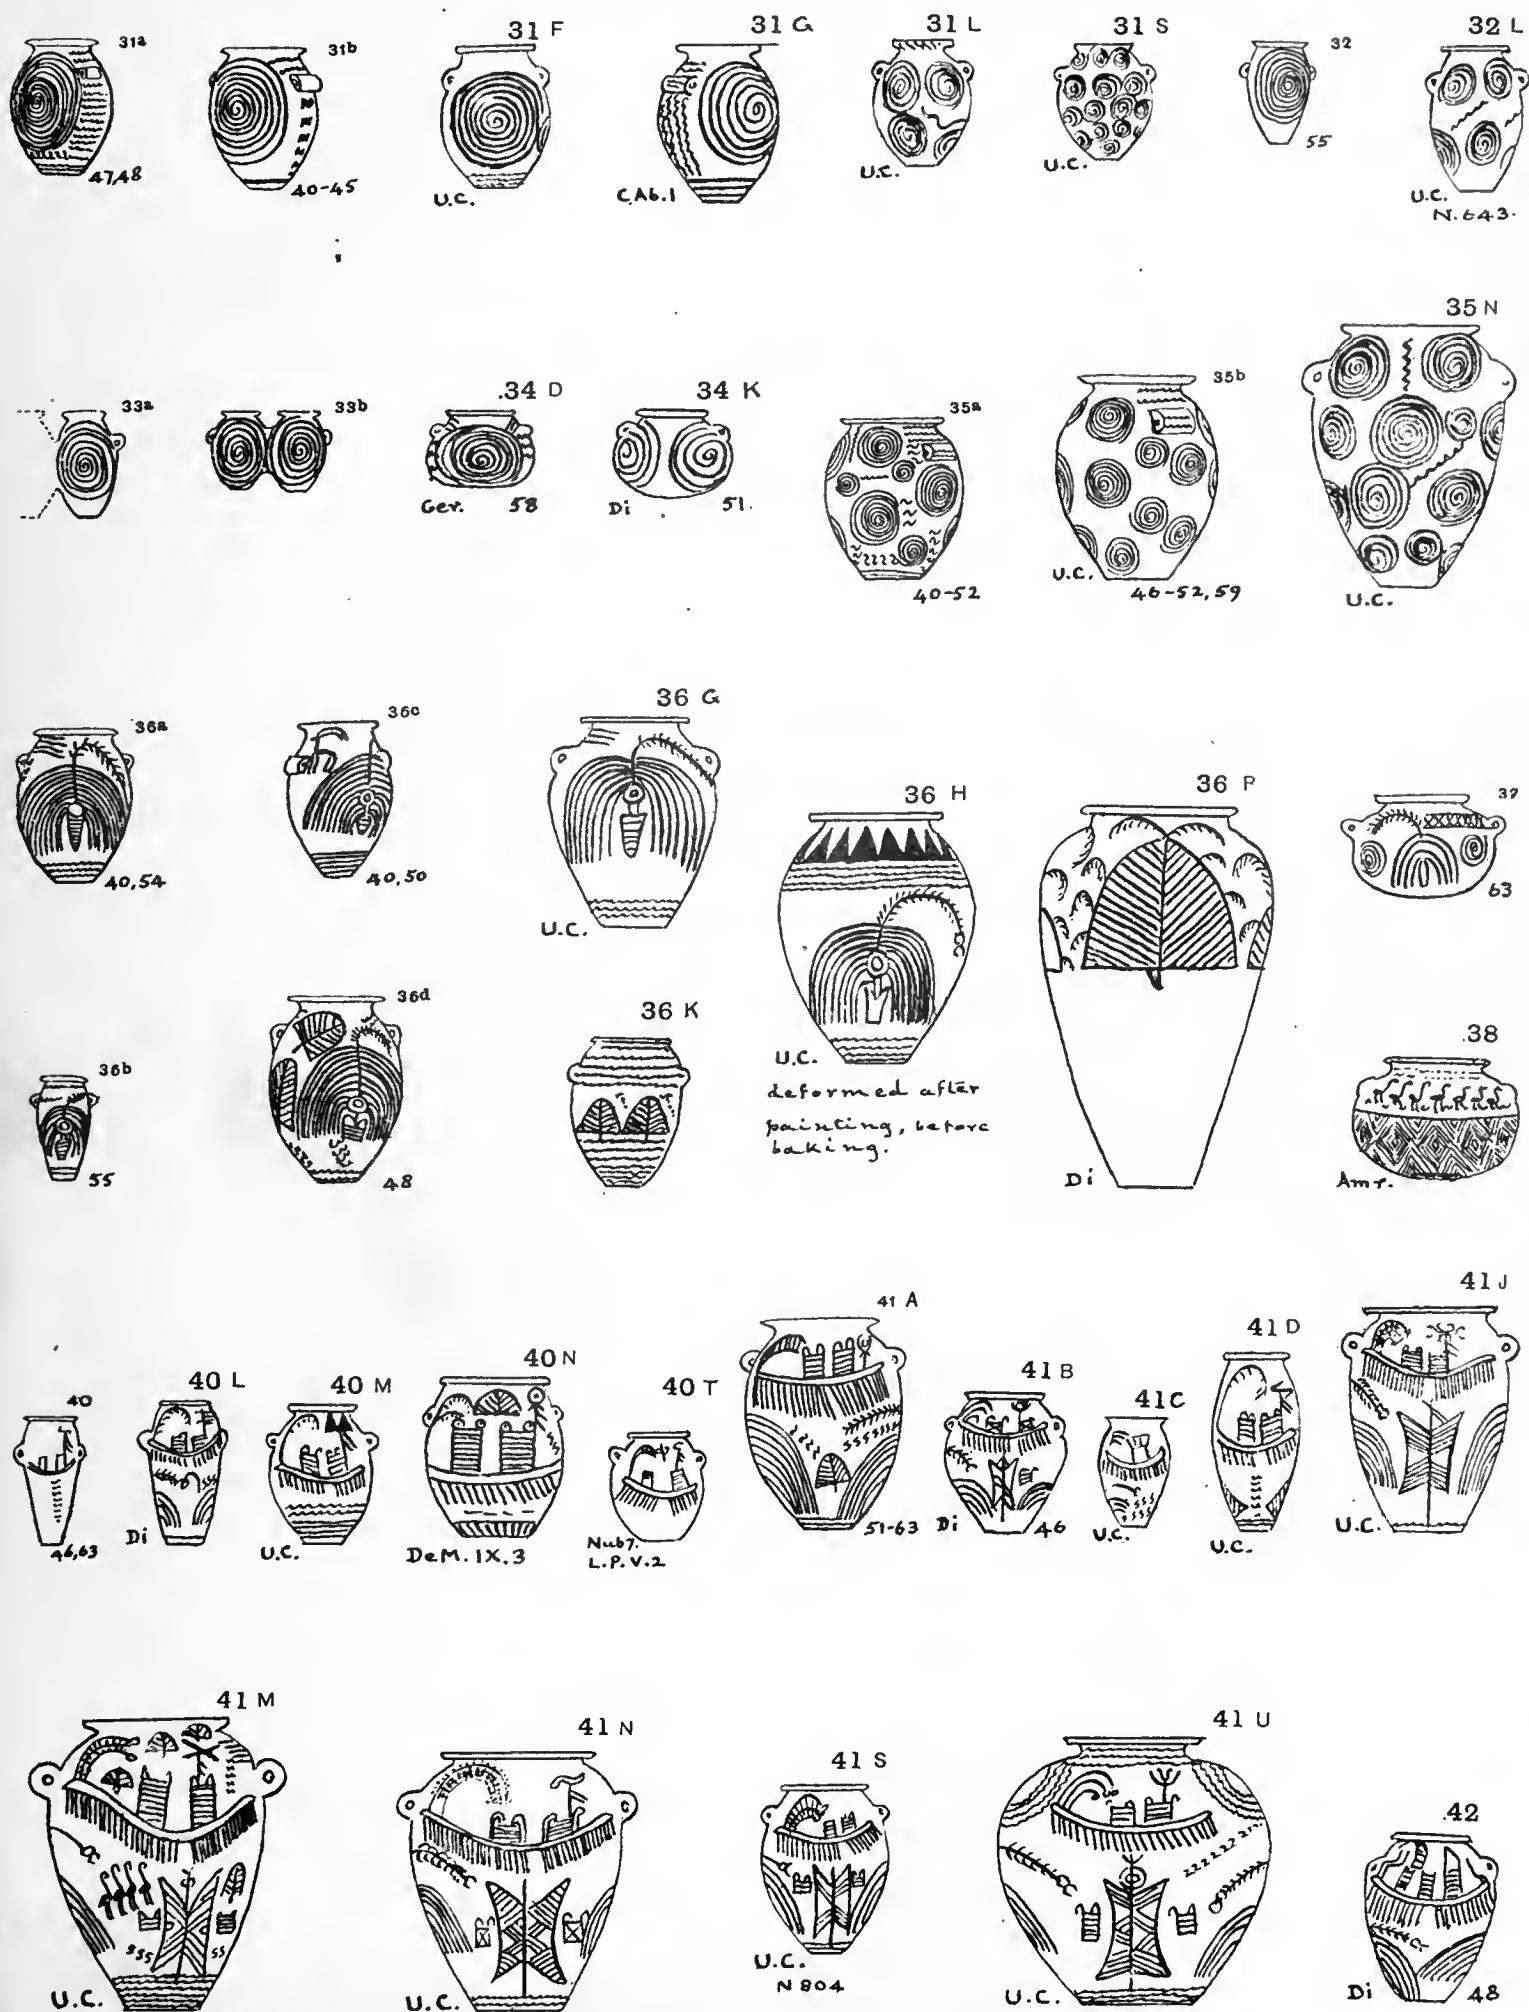 31a
31b
31 F
31 G
31 L
31 S
32
32 L
47,48
40-45
U.C.
C.Ab.1
U.C.
U.C.
55
U.C.
N.643.
33a
33b
.34 D
34 K
35a
35b
35 N
Ger. 58
Di 51.
40-52
U.C. 46-52,59
U.C.
36a
36c
36 G
36 H
36 P
37
40,54
40,50
U.C.
63
36b
36d
36 K
.38
55
48
U.C.
deformed after
painting, before
baking.
Di
Amr.
40
40 L
40 M
40 N
40 T
41 A
41 B
41C
41 D
41 J
46,63
Di
U.C.
DeM. IX.3
Nub7.
L.P.V.2
51-63
Di 46
U.C.
U.C.
U.C.
41 M
41 N
41 S
41 U
.42
U.C.
U.C.
U.C.
N 804
U.C.
Di 48